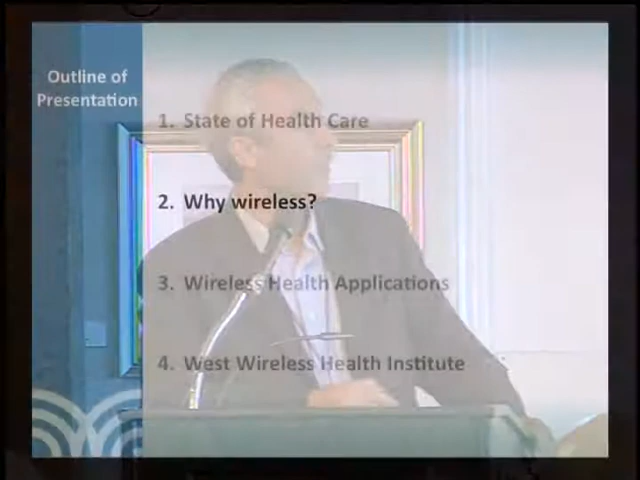 Outline of
Presentation
1. State of Health Care
2. Why wireless?
3. Wireless Health Applications
4. West Wireless Health Institute